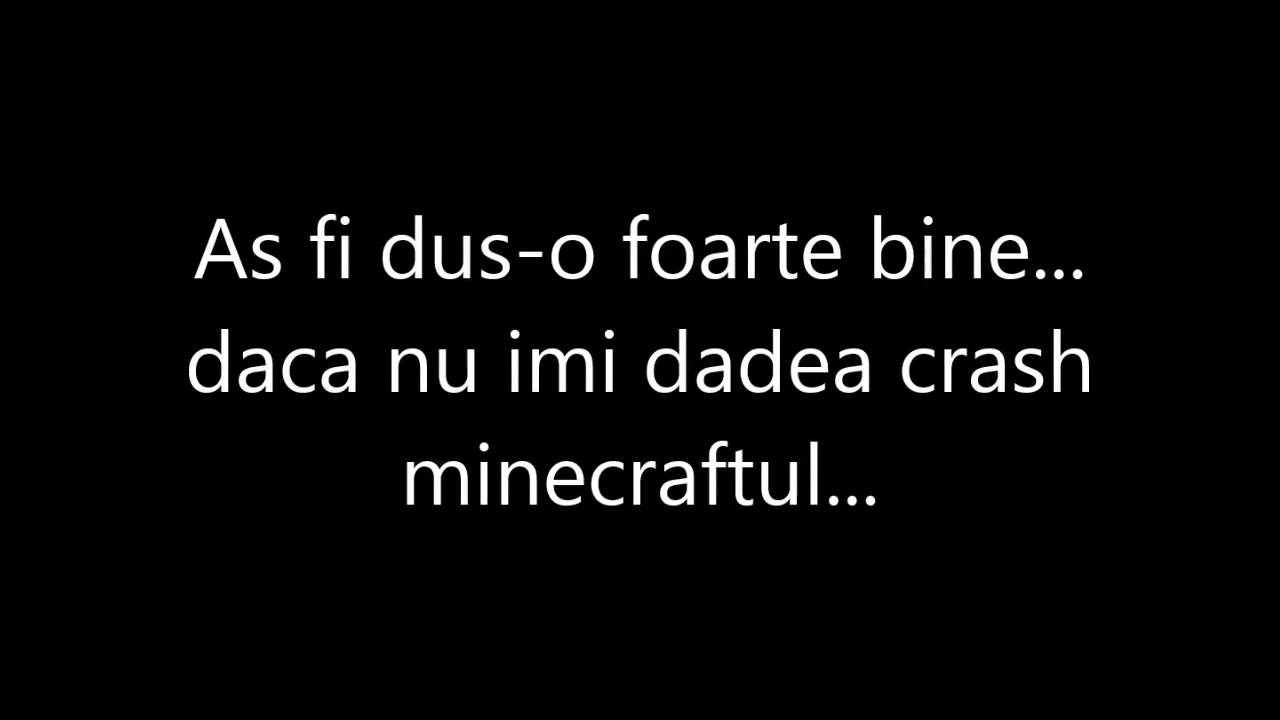 As fi dus-o foarte bine...
daca nu imi dadea crash
minecraftul...